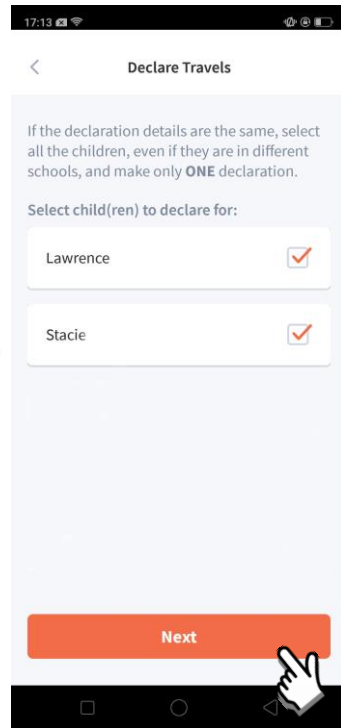 17:13
Declare Travels
If the declaration details are the same, select
all the children, even if they are in different
schools, and make only ONE declaration.
Select child(ren) to declare for:
Lawrence
Stacie
Next